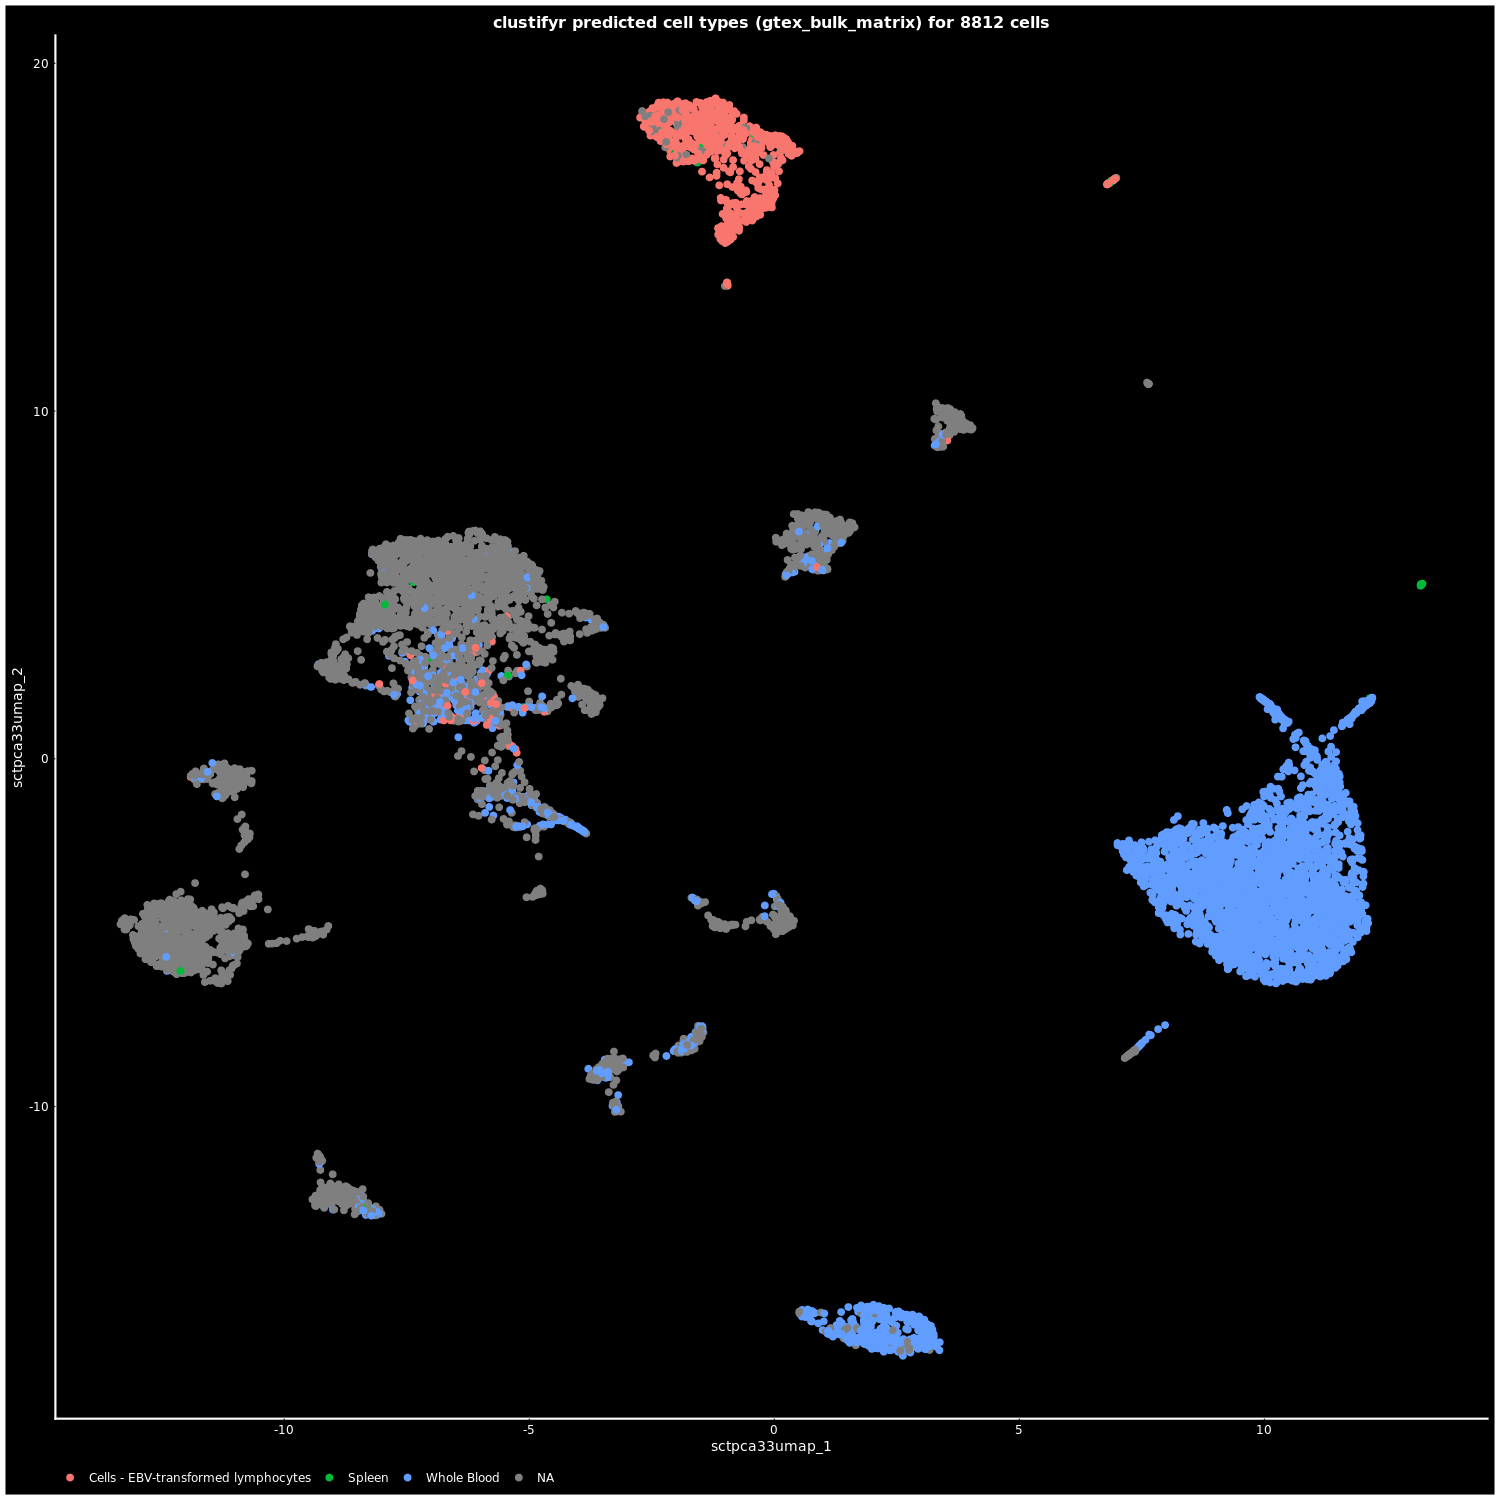 clustifyr predicted cell types (gtex_bulk_matrix) for 8812 cells
20
10
0
-10
sctpca33umap_2
-10
-5
0
5
10
sctpca33umap_1
Cells - EBV-transformed lymphocytes
Spleen
Whole Blood
NA